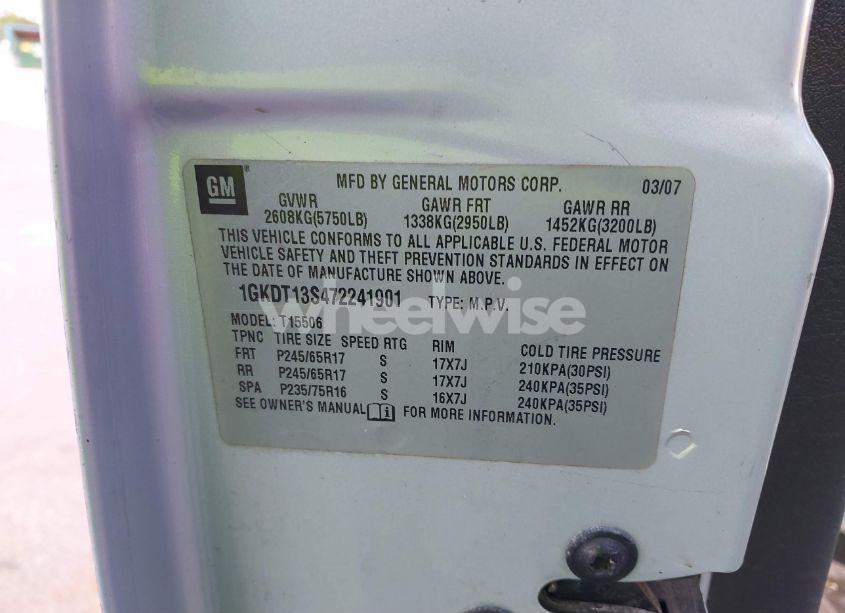 GM
MFD BY GENERAL MOTORS CORP. 03/07
GVWR GAWR FRT GAWR RR
2608KG(5750LB) 1338KG(2950LB) 1452KG(3200LB)
THIS VEHICLE CONFORMS TO ALL APPLICABLE U.S. FEDERAL MOTOR
VEHICLE SAFETY AND THEFT PREVENTION STANDARDS IN EFFECT ON
THE DATE OF MANUFACTURE SHOWN ABOVE.
1GKDT13S472241901 TYPE: M.P.V.
wheelwise
MODEL: T15506
TPNC TIRE SIZE SPEED RTG RIM COLD TIRE PRESSURE
FRT P245/65R17 S 17X7J 210KPA(30PSI)
RR P245/65R17 S 17X7J 240KPA(35PSI)
SPA P235/75R16 S 16X7J 240KPA(35PSI)
SEE OWNER'S MANUAL FOR MORE INFORMATION.